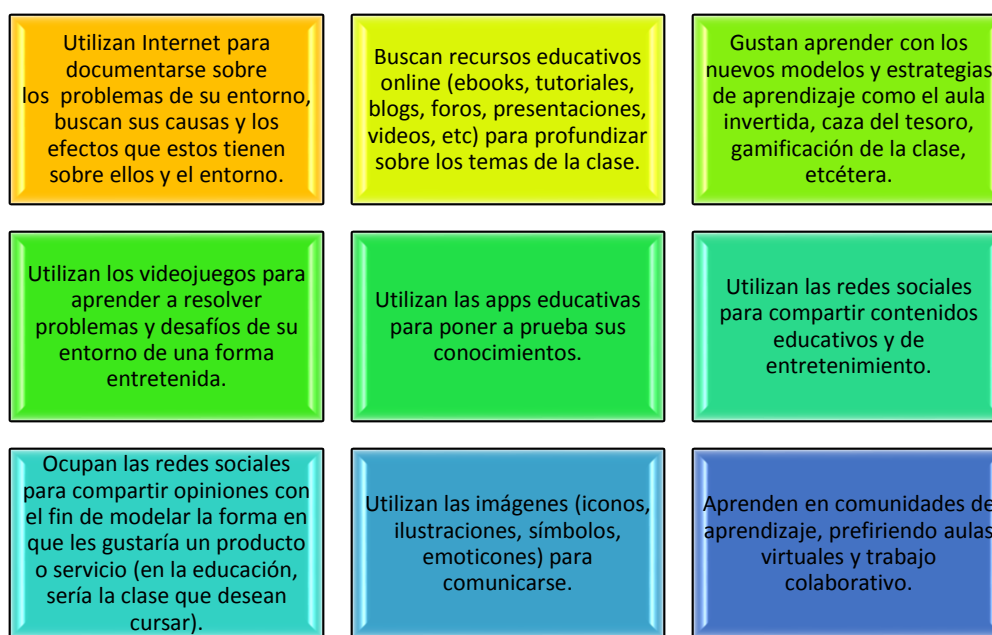 Utilizan Internet para
documentarse sobre
los problemas de su entorno,
buscan sus causas y los
efectos que estos tienen
sobre ellos y el entorno.
Buscan recursos educativos
online (ebooks, tutoriales,
blogs, foros, presentaciones,
videos, etc) para profundizar
sobre los temas de la clase.
Gustan aprender con los
nuevos modelos y estrategias
de aprendizaje como el aula
invertida, caza del tesoro,
gamificación de la clase,
etcétera.
Utilizan los videojuegos para
aprender a resolver
problemas y desafíos de su
entorno de una forma
entretenida.
Utilizan las apps educativas
para poner a prueba sus
conocimientos.
Utilizan las redes sociales
para compartir contenidos
educativos y de
entretenimiento.
Ocupan las redes sociales
para compartir opiniones con
el fin de modelar la forma en
que les gustaría un producto
o servicio (en la educación,
sería la clase que desean
cursar).
Utilizan las imágenes (iconos,
ilustraciones, símbolos,
emoticones) para
comunicarse.
Aprenden en comunidades de
aprendizaje, prefiriendo aulas
virtuales y trabajo
colaborativo.